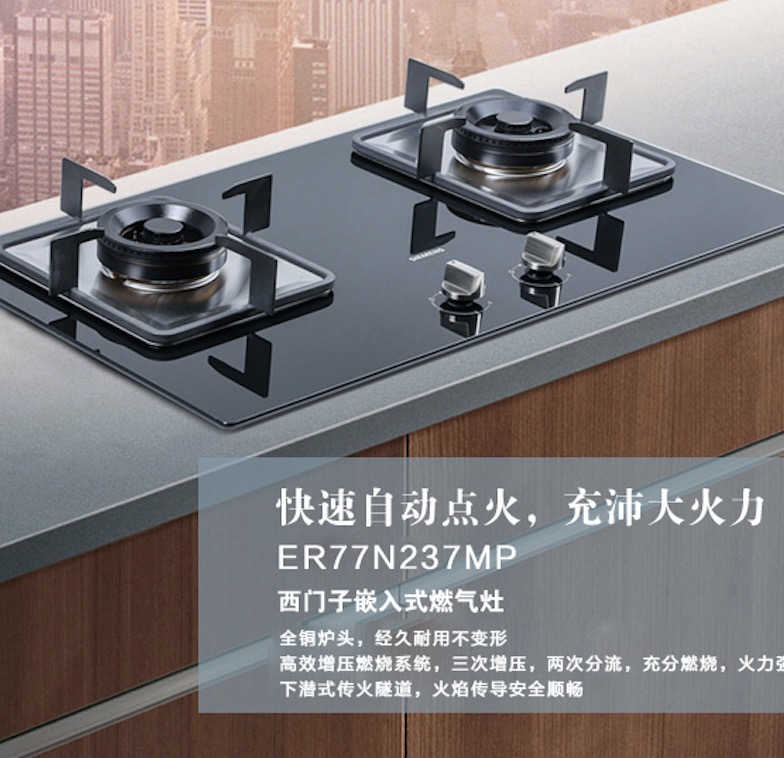 SIEMENS
快速自动点火，充沛大火力
ER77N237MP
西门子嵌入式燃气灶
全铜炉头，经久耐用不变形
高效增压燃烧系统，三次增压，两次分流，充分燃烧，火力强
下潜式传火隧道，火焰传导安全顺畅